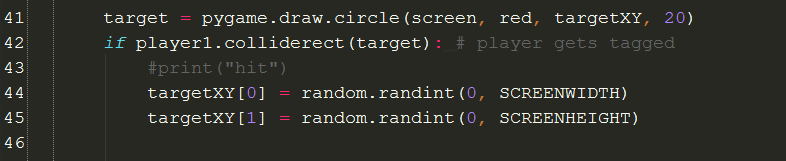 41 target = pygame.draw.circle(screen, red, targetXY, 20)
42 if player1.colliderect(target): # player gets tagged
43 #print("hit")
44 targetXY[0] = random.randint(0, SCREENWIDTH)
45 targetXY[1] = random.randint(0, SCREENHEIGHT)
46